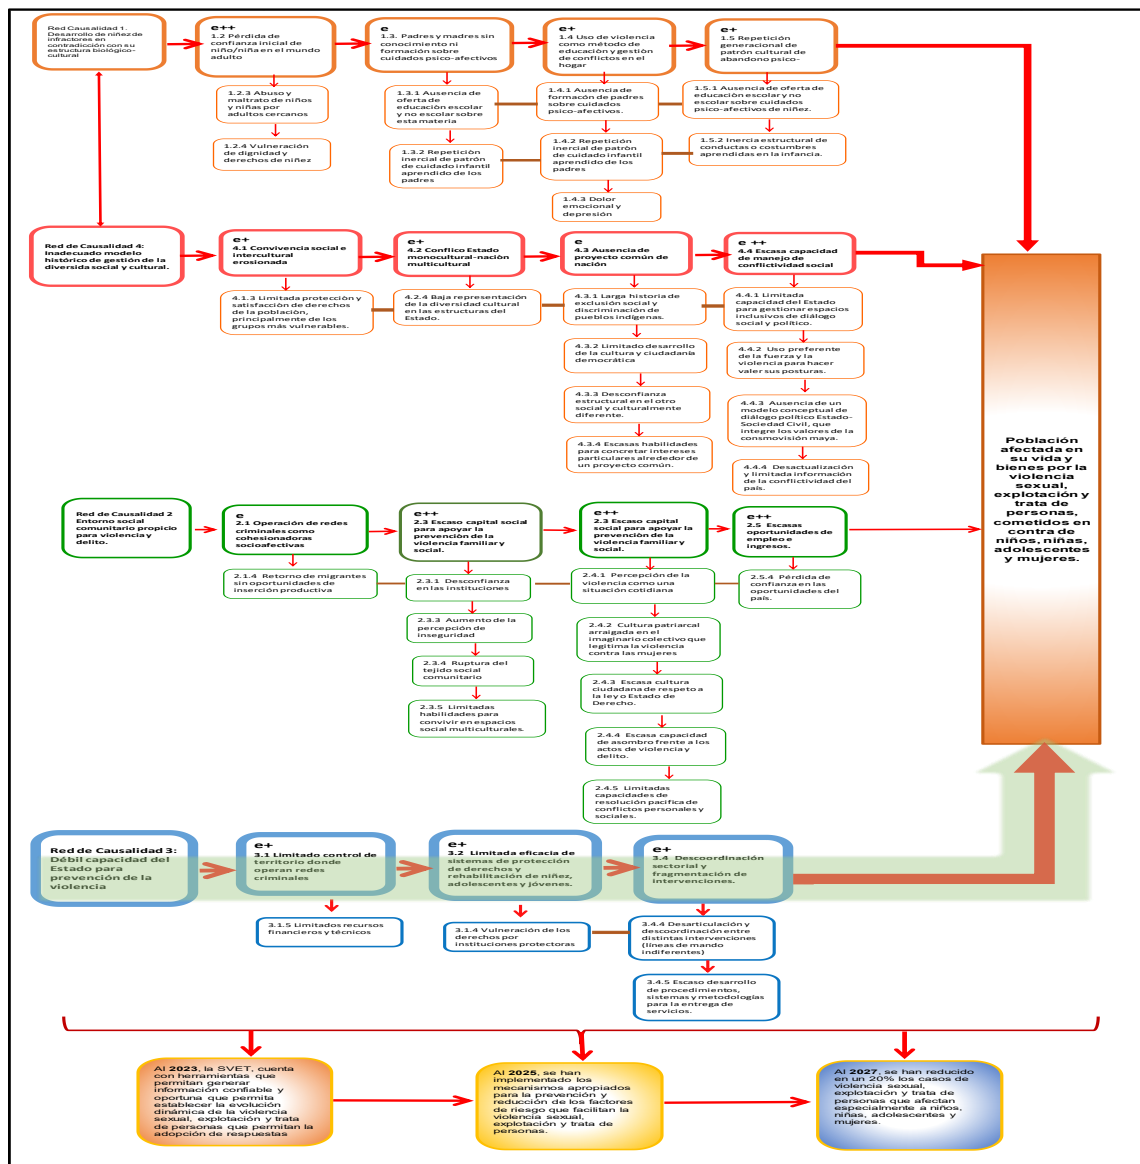 Red Causalidad 1:
Desarrollo de niñez de
infractores en
contradicción con su
estructura biológico-
cultural
e++
1.2 Pérdida de
confianza inicial de
niño/niña en el mundo
adulto
e
1.3. Padres y madres sin
conocimiento ni
formación sobre
cuidados psico-afectivos
e+
1.4 Uso de violencia
como método de
educación y gestión
de conflictos en el
hogar
e+
1.5 Repetición
generacional de
patrón cultural de
abandono psico-
1.2.3 Abuso y
maltrato de niños
y niñas por
adultos cercanos
1.2.4 Vulneración
de dignidad y
derechos de niñez
1.3.1 Ausencia de
oferta de
educación escolar
y no escolar sobre
esta materia
1.3.2 Repetición
inercial de patrón
de cuidado infantil
aprendido de los
padres
1.4.1 Ausencia de
formacón de padres
sobre cuidados
psico-afectivos.
1.4.2 Repetición
inercial de patrón
de cuidado infantil
aprendido de los
padres
1.4.3 Dolor
emocional y
depresión
1.5.1 Ausencia de oferta de
educación escolar y no
escolar sobre cuidados
psico-afectivos de niñez.
1.5.2 Inercia estructural de
conductas o costumbres
aprendidas en la infancia.
Red de Causalidad 4:
Inadecuado modelo
histórico de gestión de la
diversida social y cultural.
e+
4.1 Convivencia social e
intercultural
erosionada
e+
4.2 Conflico Estado
monocultural-nación
multicultural
e
4.3 Ausencia de
proyecto común de
nación
e ++
4.4 Escasa capacidad
de manejo de
conflictividad social
4.1.3 Limitada protección y
satisfacción de derechos
de la población,
principalmente de los
grupos más vulnerables.
4.2.4 Baja representación
de la diversidad cultural
en las estructuras del
Estado.
4.3.1 Larga historia de
exclusión social y
discriminación de
pueblos indígenas.
4.3.2 Limitado desarrollo
de la cultura y ciudadanía
democrática
4.3.3 Desconfianza
estructural en el otro
social y culturalmente
diferente.
4.3.4 Escasas habilidades
para concretar intereses
particulares alrededor de
un proyecto común.
4.4.1 Limitada
capacidad del Estado
para gestionar espacios
inclusivos de diálogo
social y político.
4.4.2 Uso preferente
de la fuerza y la
violencia para hacer
valer sus posturas.
4.4.3 Ausencia de un
modelo conceptual de
diálogo político Estado-
Sociedad Civil, que
integre los valores de la
consmovisión maya.
4.4.4 Desactualización
y limitada información
de la conflictividad del
país.
Población
afectada en
su vida y
bienes por la
violencia
sexual,
explotación y
trata de
personas,
cometidos en
contra de
niños, niñas,
adolescentes
y mujeres.
Red de Causalidad 2
Entorno social
comunitario propicio
para violencia y
delito.
e
2.1 Operación de redes
criminales como
cohesionadoras
socioafectivas
e++
2.3 Escaso capital social
para apoyar la
prevención de la
violencia familiar y
social.
e++
2.3 Escaso capital
social para apoyar la
prevención de la
violencia familiar y
social.
e++
2.5 Escasas
oportunidades de
empleo e
ingresos.
2.1.4 Retorno de migrantes
sin oportunidades de
inserción productiva
2.3.1 Desconfianza
en las instituciones
2.3.3 Aumento de la
percepción de
inseguridad
2.3.4 Ruptura del
tejido social
comunitario
2.3.5 Limitadas
habilidades para
convivir en espacios
social multiculturales.
2.4.1 Percepción de la
violencia como una
situación cotidiana
2.4.2 Cultura patriarcal
arraigada en el
imaginario colectivo que
legitima la violencia
contra las mujeres
2.4.3 Escasa cultura
ciudadana de respeto a
la ley o Estado de
Derecho.
2.4.4 Escasa capacidad
de asombro frente a los
actos de violencia y
delito.
2.4.5 Limitadas
capacidades de
resolución pacifica de
conflictos personales y
sociales.
2.5.4 Pérdida de
confianza en las
oportunidades del
país.
Red de Causalidad 3:
Débil capacidad del
Estado para
prevención de la
violencia
e+
3.1 Limitado control de
territorio donde
operan redes
criminales
e+
3.2 Limitada eficacia de
sistemas de protección
de derechos y
rehabilitación de niñez,
adolescentes y jóvenes.
e+
3.4 Descoordinación
sectorial y
fragmentación de
intervenciones.
3.1.5 Limitados recursos
financieros y técnicos
3.1.4 Vulneración de los
derechos por
instituciones protectoras
3.4.4 Desarticulación y
descoordinación entre
distintas intervenciones
(líneas de mando
indiferentes)
3.4.5 Escaso desarrollo
de procedimientos,
sistemas y metodologías
para la entrega de
servicios.
Al 2023, la SVET, cuenta
con herramientas que
permitan generar
información confiable y
oportuna que permita
establecer la evolución
dinámica de la violencia
sexual, explotación y trata
de personas que permitan la
adopción de respuestas
Al 2025, se han
implementado los
mecanismos apropiados
para la prevención y
reducción de los factores
de riesgo que facilitan la
violencia sexual,
explotación y trata de
personas.
Al 2027, se han reducido
en un 20% los casos de
violencia sexual,
explotación y trata de
personas que afectan
especialmente a niños,
niñas, adolescentes y
mujeres.